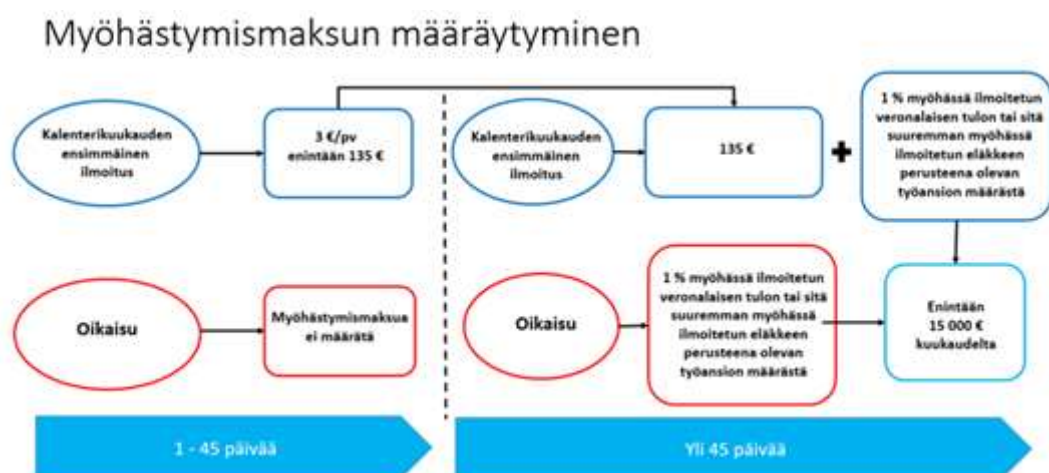 Myöhästymismaksun määräytyminen
Kalenterikuukauden
ensimmäinen
ilmoitus
3 €/pv
enintään 135 €
Kalenterikuukauden
ensimmäinen
ilmoitus
135 €
+
1 % myöhässä ilmoitetun
veronalaisen tulon tai sitä
suuremman myöhässä
ilmoitetun eläkkeen
perusteena olevan
työansion määrästä
Oikaisu
Myöhästymismaksua
ei määrätä
Oikaisu
1 % myöhässä ilmoitetun
veronalaisen tulon tai sitä
suuremman myöhässä
ilmoitetun eläkkeen
perusteena olevan
työansion määrästä
Enintään
15 000 €
kuukaudelta
1 - 45 päivää
Yli 45 päivää